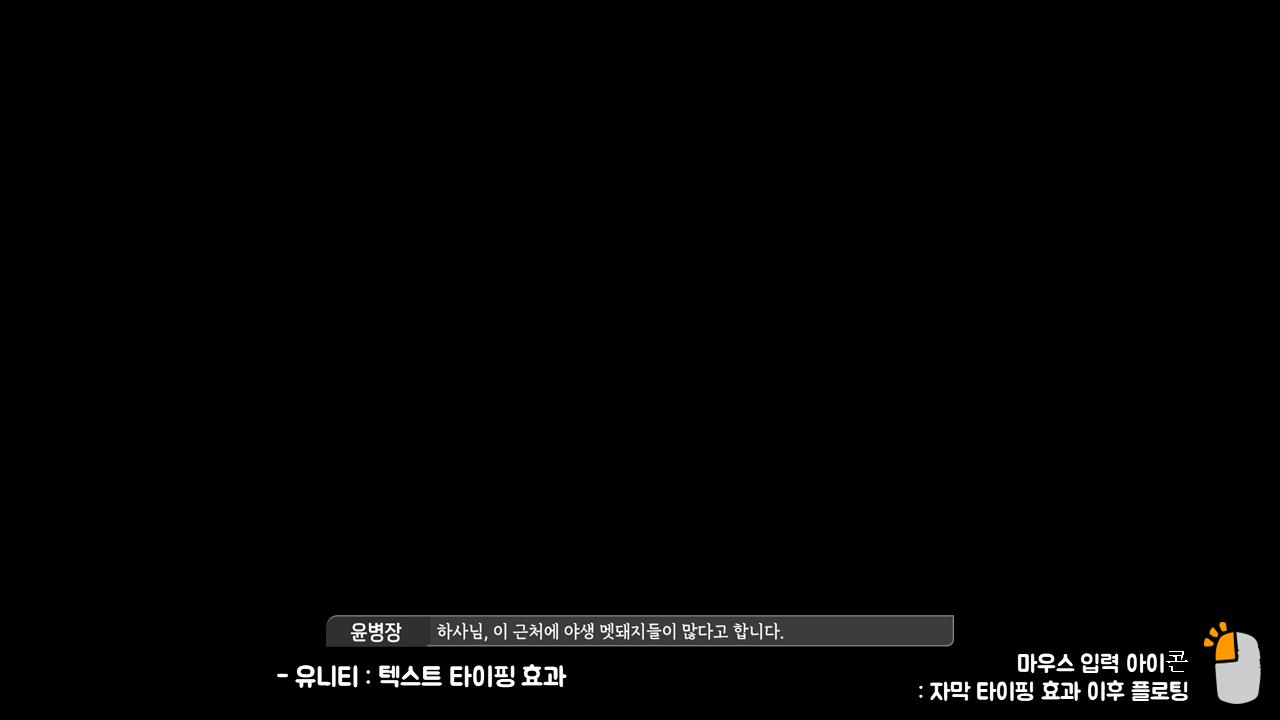 윤병장 하사님, 이 근처에 야생 멧돼지들이 많다고 합니다.
- 유니티 : 텍스트 타이핑 효과
마우스 입력 아이콘
: 자막 타이핑 효과 이후 플로팅